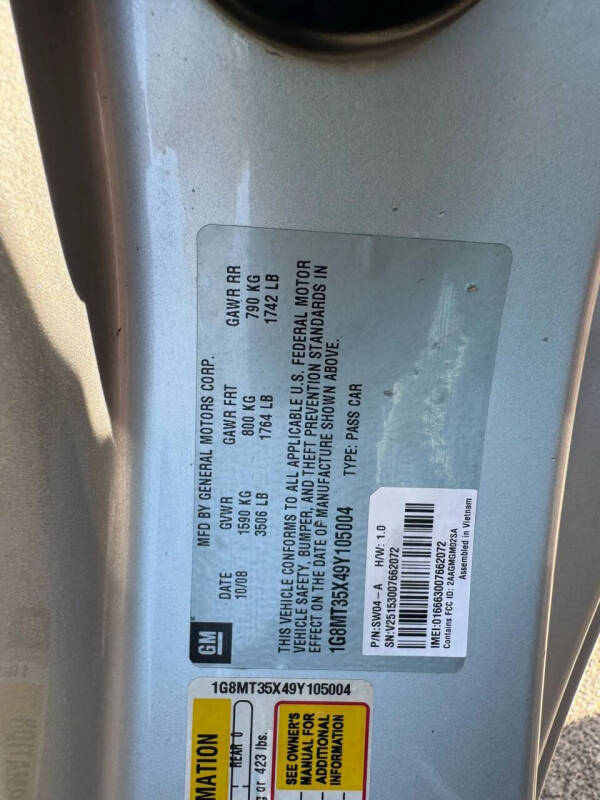 GM
MFD BY GENERAL MOTORS CORP.
DATE GVWR GAWR FRT GAWR RR
10/08 1590 KG 800 KG 790 KG
3506 LB 1764 LB 1742 LB
THIS VEHICLE CONFORMS TO ALL APPLICABLE U.S. FEDERAL MOTOR
VEHICLE SAFETY, BUMPER, AND THEFT PREVENTION STANDARDS IN
EFFECT ON THE DATE OF MANUFACTURE SHOWN ABOVE.
1G8MT35X49Y105004 TYPE: PASS CAR
P/N:SW04-A H/W: 1.0
SN:V25153007662072
IMEI:016663007662072
Contains FCC ID: 2AAGMGM02SA
Assembled in Vietnam
1G8MT35X49Y105004
MATION
REAR 0
or 423 lbs.
SEE OWNER'S
MANUAL FOR
ADDITIONAL
INFORMATION